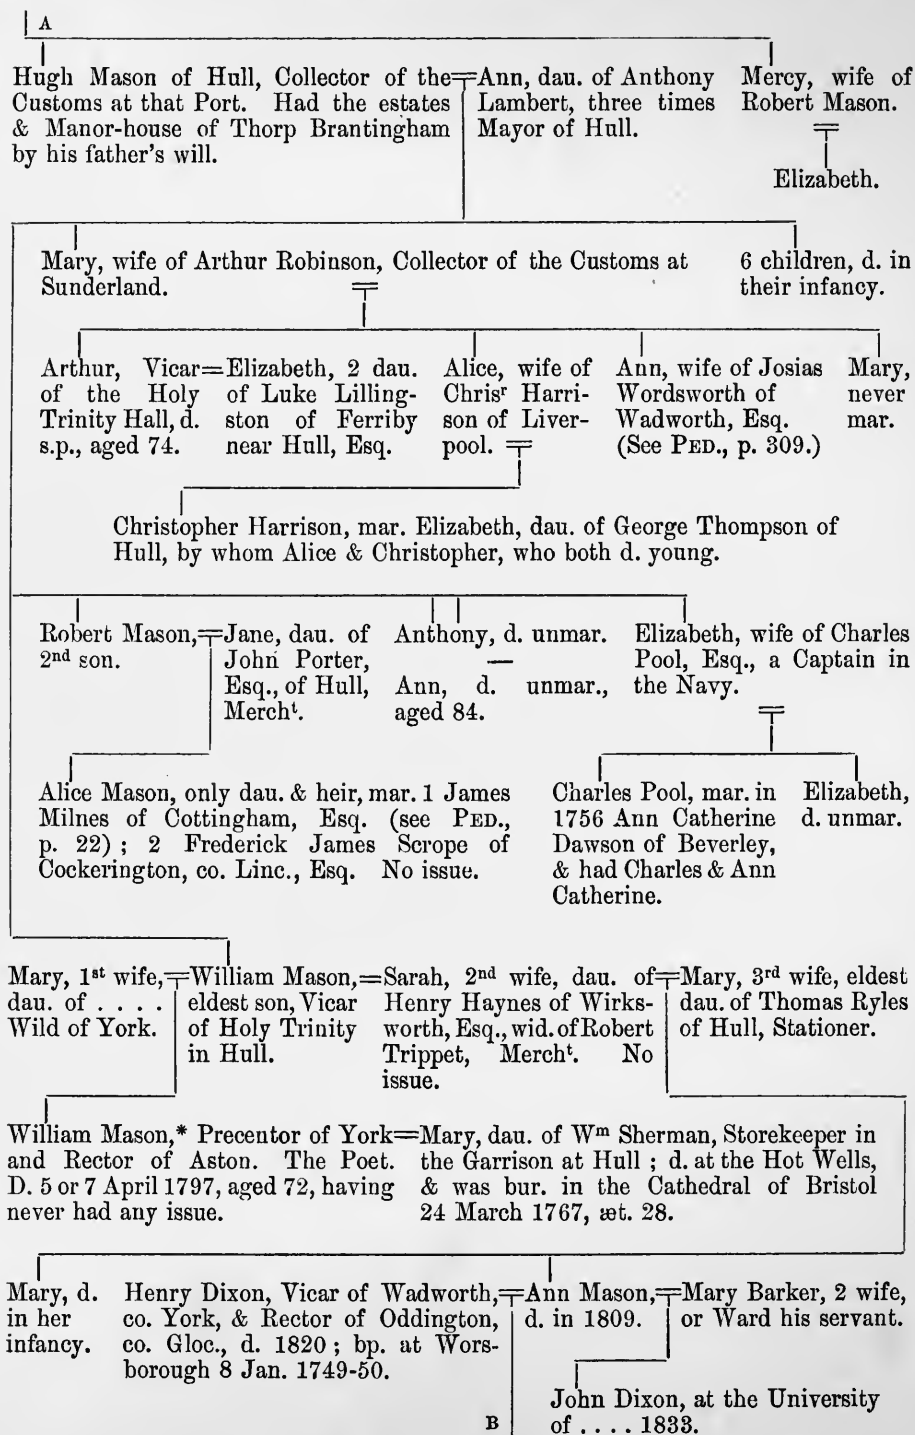 A
Hugh Mason of Hull, Collector of the
Customs at that Port. Had the estates
& Manor-house of Thorp Brantingham
by his father's will.
Ann, dau. of Anthony
Lambert, three times
Mayor of Hull.
Mercy, wife of
Robert Mason.
Elizabeth.
Mary, wife of Arthur Robinson, Collector of the Customs at
Sunderland.
6 children, d. in
their infancy.
Arthur, Vicar
of the Holy
Trinity Hall, d.
s.p., aged 74.
Elizabeth, 2 dau.
of Luke Lilling-
ston of Ferriby
near Hull, Esq.
Alice, wife of
Chrisr Harri-
son of Liver-
pool.
Ann, wife of Josias
Wordsworth of
Wadworth, Esq.
(See PED., p. 309.)
Mary,
never
mar.
Christopher Harrison, mar. Elizabeth, dau. of George Thompson of
Hull, by whom Alice & Christopher, who both d. young.
Robert Mason,
2nd son.
Jane, dau. of
John Porter,
Esq., of Hull,
Mercht.
Anthony, d. unmar.
—
Ann, d. unmar.,
aged 84.
Elizabeth, wife of Charles
Pool, Esq., a Captain in
the Navy.
Alice Mason, only dau. & heir, mar. 1 James
Milnes of Cottingham, Esq. (see PED.,
p. 22) ; 2 Frederick James Scrope of
Cockerington, co. Linc., Esq. No issue.
Charles Pool, mar. in
1756 Ann Catherine
Dawson of Beverley,
& had Charles & Ann
Catherine.
Elizabeth,
d. unmar.
Mary, 1st wife,
dau. of . . . .
Wild of York.
William Mason,
eldest son, Vicar
of Holy Trinity
in Hull.
Sarah, 2nd wife, dau. of
Henry Haynes of Wirks-
worth, Esq., wid. of Robert
Trippet, Mercht. No
issue.
Mary, 3rd wife, eldest
dau. of Thomas Ryles
of Hull, Stationer.
William Mason,* Precentor of York
and Rector of Aston. The Poet.
D. 5 or 7 April 1797, aged 72, having
never had any issue.
Mary, dau. of Wm Sherman, Storekeeper in
the Garrison at Hull ; d. at the Hot Wells,
& was bur. in the Cathedral of Bristol
24 March 1767, æt. 28.
Mary, d.
in her
infancy.
Henry Dixon, Vicar of Wadworth,
co. York, & Rector of Oddington,
co. Gloc., d. 1820 ; bp. at Wors-
borough 8 Jan. 1749-50.
Ann Mason,
d. in 1809.
Mary Barker, 2 wife,
or Ward his servant.
John Dixon, at the University
of . . . . 1833.
B